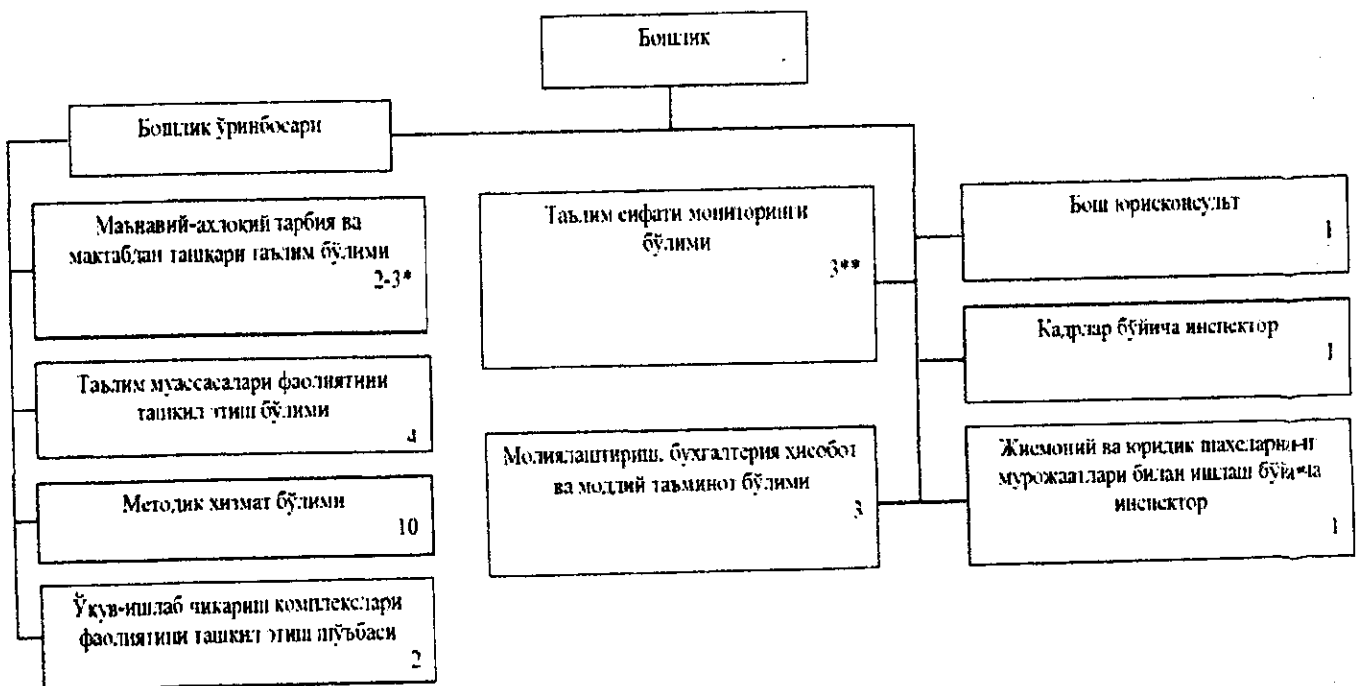 Бошлик
Бошлик ўринбосари
Маънавий-ахлокий тарбия ва
мактабдан ташқари таълим бўлими
2-3*
Таълим муассасалари фаолиятини
ташкил этиш бўлими
4
Методик хизмат бўлими
10
Ўқув-ишлаб чикариш комплекслари
фаолиятини ташкил этиш шўъбаси
2
Таълим сифати мониторинги
бўлими
3**
Молиялаштириш, бухгалтерия ҳисобот
ва моддий таъминот бўлими
3
Бош юрисконсульт
1
Кадрлар бўйича инспектор
1
Жисмоний ва юридик шахсларнинг
мурожаатлари билан ишлаш бўйича
инспектор
1